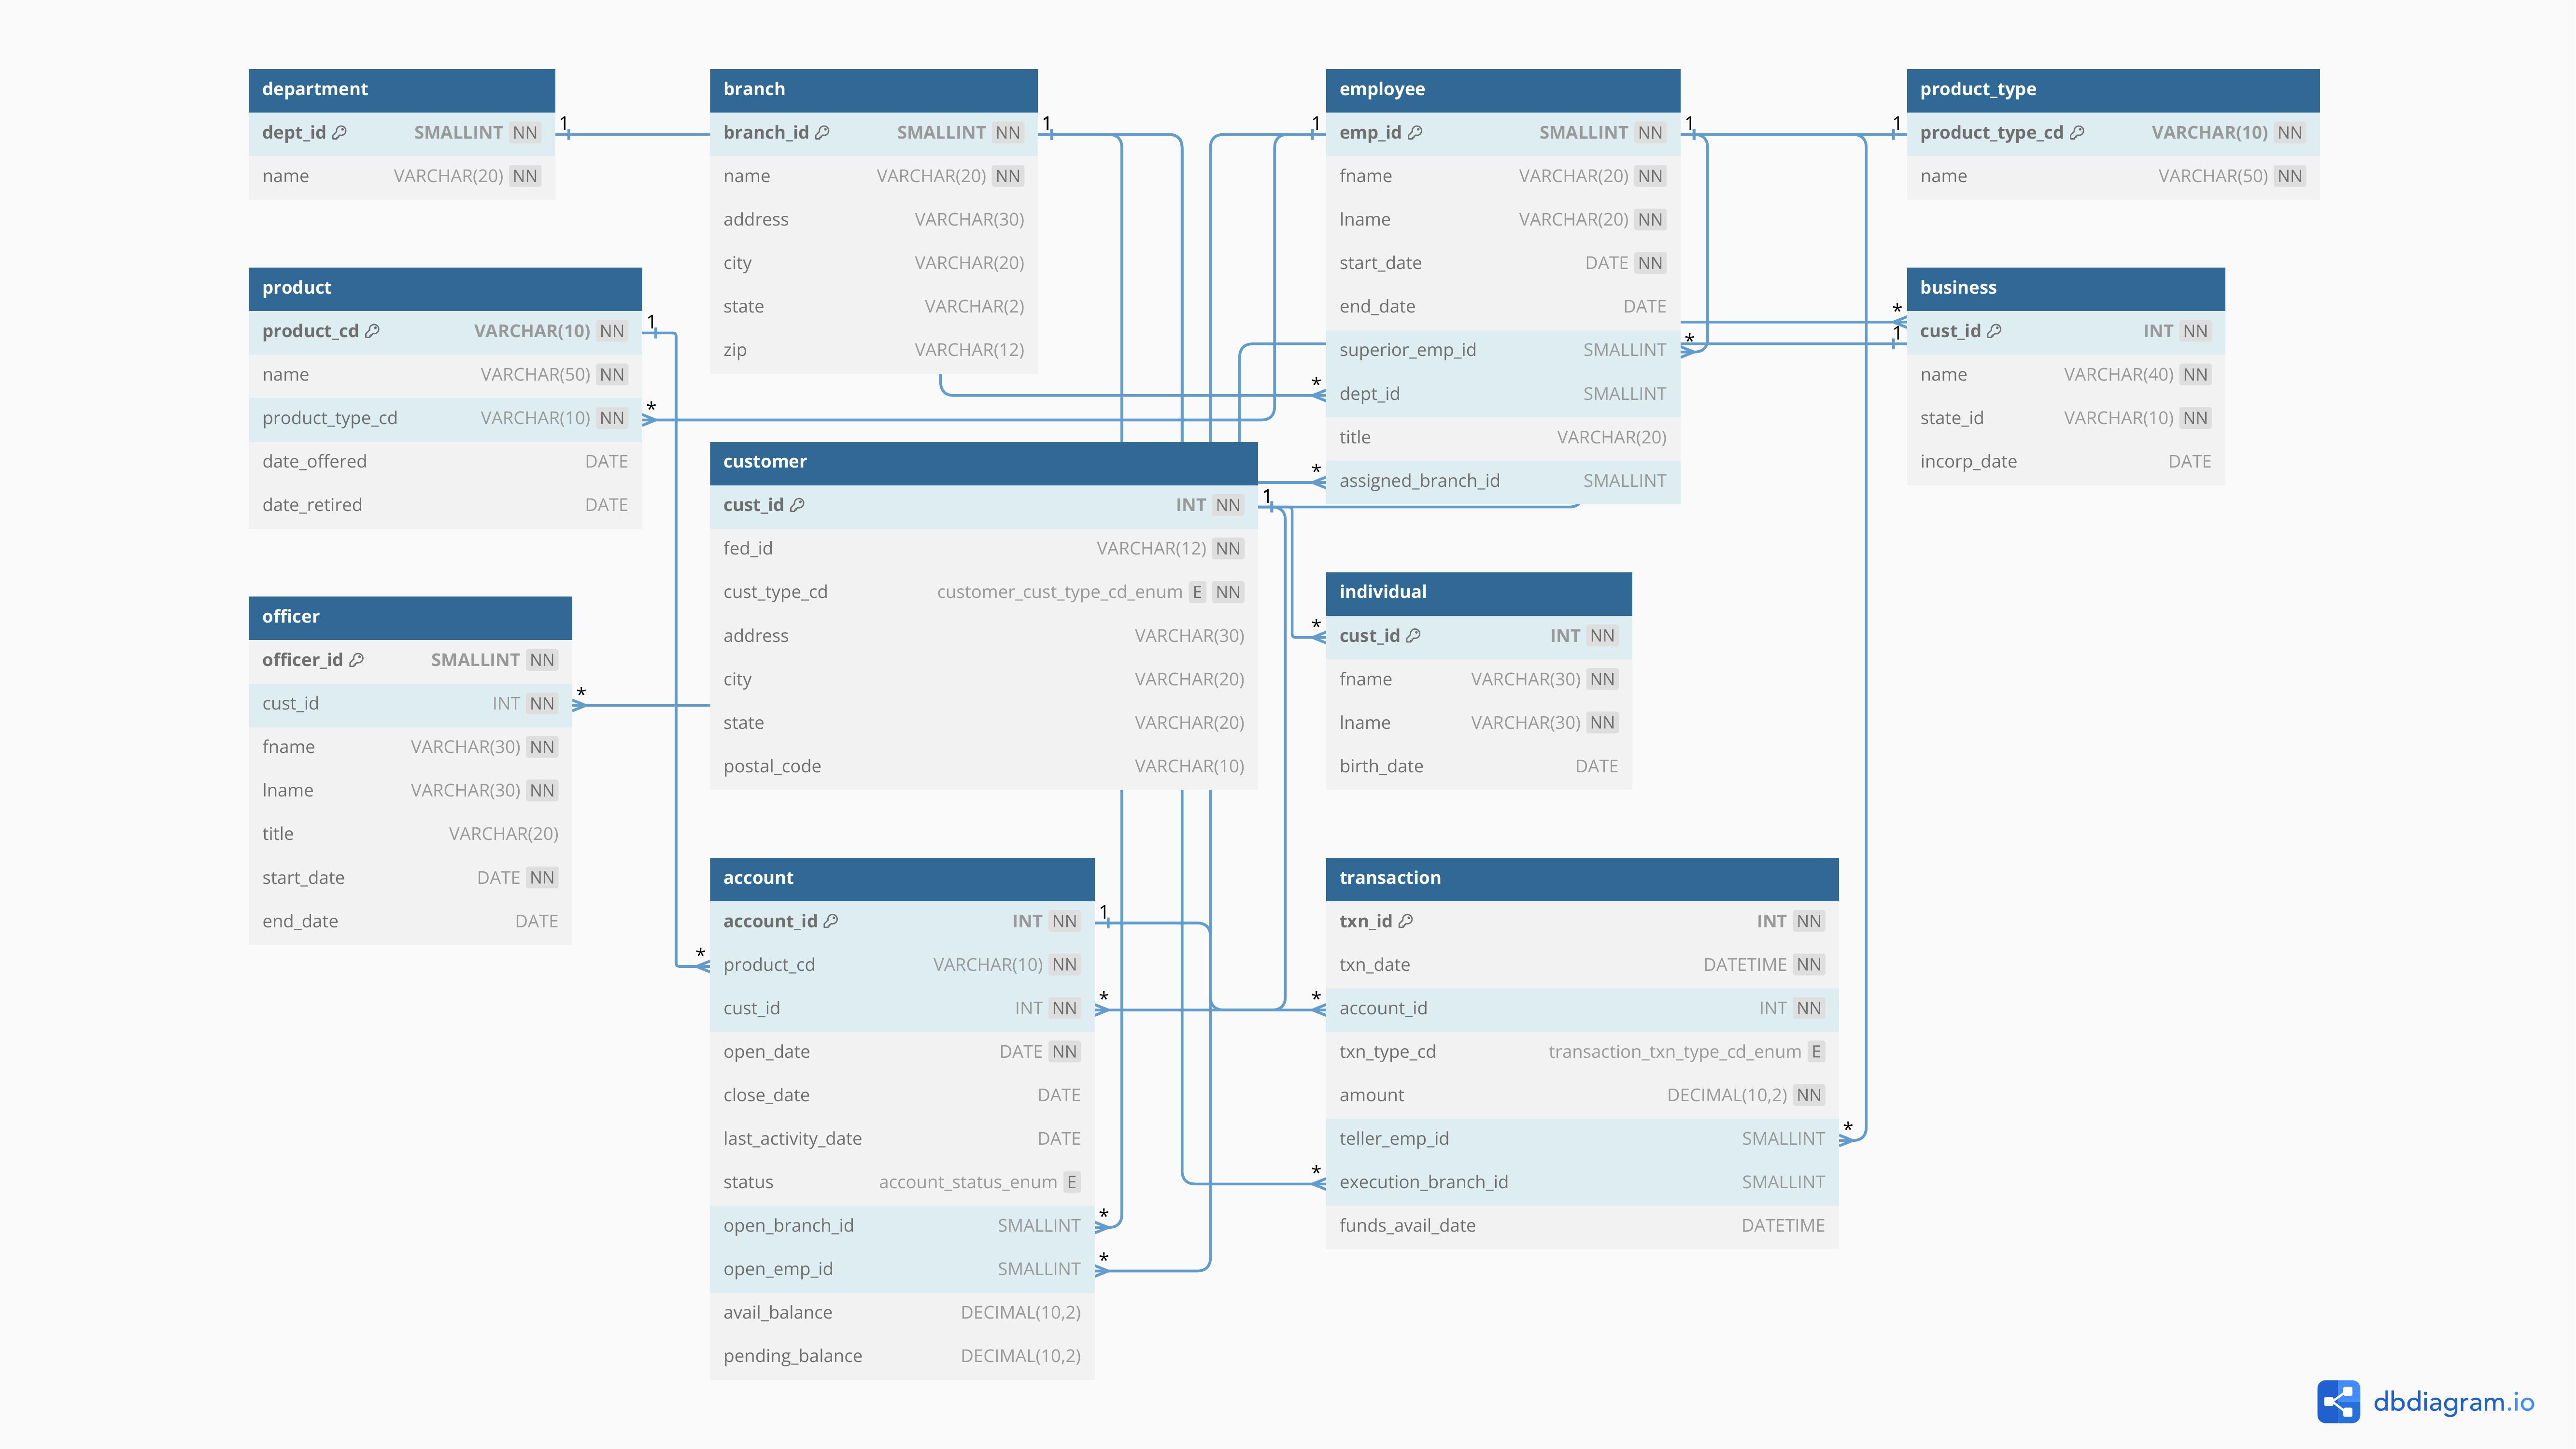 department
dept_id SMALLINT NN
name VARCHAR(20) NN
branch
branch_id SMALLINT NN
name VARCHAR(20) NN
address VARCHAR(30)
city VARCHAR(20)
state VARCHAR(2)
zip VARCHAR(12)
employee
emp_id SMALLINT NN
fname VARCHAR(20) NN
lname VARCHAR(20) NN
start_date DATE NN
end_date DATE
superior_emp_id SMALLINT
dept_id SMALLINT
title VARCHAR(20)
assigned_branch_id SMALLINT
product_type
product_type_cd VARCHAR(10) NN
name VARCHAR(50) NN
product
product_cd VARCHAR(10) NN
name VARCHAR(50) NN
product_type_cd VARCHAR(10) NN
date_offered DATE
date_retired DATE
business
cust_id INT NN
name VARCHAR(40) NN
state_id VARCHAR(10) NN
incorp_date DATE
customer
cust_id INT NN
fed_id VARCHAR(12) NN
cust_type_cd customer_cust_type_cd_enum E NN
address VARCHAR(30)
city VARCHAR(20)
state VARCHAR(20)
postal_code VARCHAR(10)
officer
officer_id SMALLINT NN
cust_id INT NN
fname VARCHAR(30) NN
lname VARCHAR(30) NN
title VARCHAR(20)
start_date DATE NN
end_date DATE
individual
cust_id INT NN
fname VARCHAR(30) NN
lname VARCHAR(30) NN
birth_date DATE
account
account_id INT NN
product_cd VARCHAR(10) NN
cust_id INT NN
open_date DATE NN
close_date DATE
last_activity_date DATE
status account_status_enum E
open_branch_id SMALLINT
open_emp_id SMALLINT
avail_balance DECIMAL(10,2)
pending_balance DECIMAL(10,2)
transaction
txn_id INT NN
txn_date DATETIME NN
account_id INT NN
txn_type_cd transaction_txn_type_cd_enum E
amount DECIMAL(10,2) NN
teller_emp_id SMALLINT
execution_branch_id SMALLINT
funds_avail_date DATETIME
1
1
1
1
1
1
*
*
1
1
*
*
*
*
1
*
*
1
*
*
*
*
*
*
*
dbdiagram.io